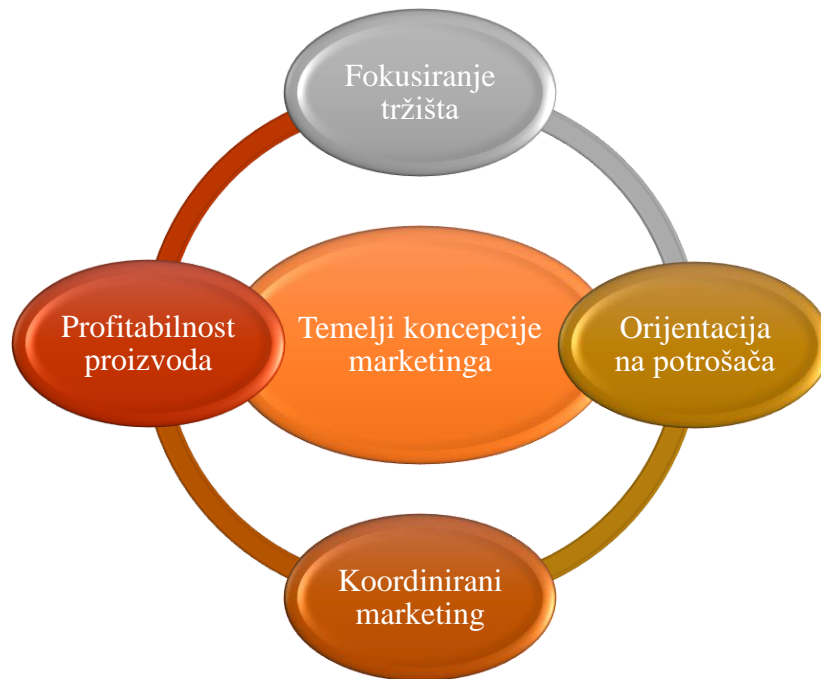 Fokusiranje
tržišta
Profitabilnost
proizvoda
Temelji koncepcije
marketinga
Orijentacija
na potrošača
Koordinirani
marketing